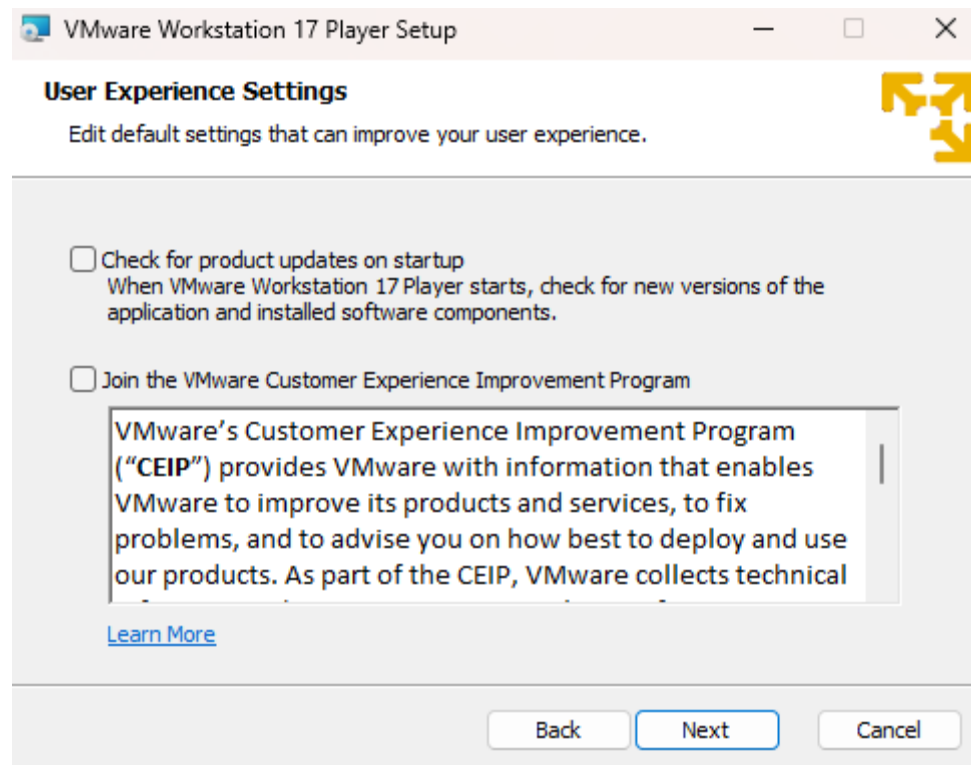 VMware Workstation 17 Player Setup
User Experience Settings
Edit default settings that can improve your user experience.
Check for product updates on startup
When VMware Workstation 17 Player starts, check for new versions of the
application and installed software components.
Join the VMware Customer Experience Improvement Program
VMware's Customer Experience Improvement Program
("CEIP") provides VMware with information that enables
VMware to improve its products and services, to fix
problems, and to advise you on how best to deploy and use
our products. As part of the CEIP, VMware collects technical
Learn More
Back
Next
Cancel